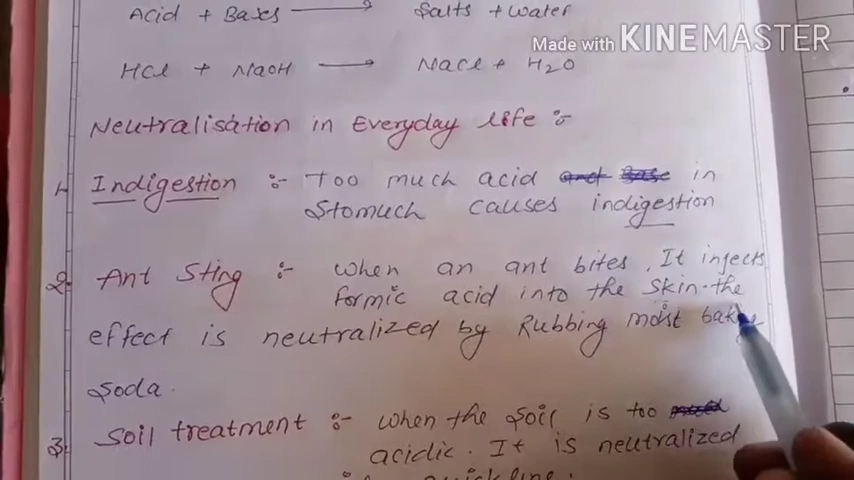 Acid + Bases → Salts + water
Made with KINEMASTER
HCl + NaOH → NaCl + H2O
Neutralisation in Everyday life :-
1. Indigestion :- Too much acid and Base in
Stomuch causes indigestion
2. Ant Sting :- when an ant bites, It injects
formic acid into the skin. the
effect is neutralized by Rubbing moist
Soda.
3. Soil treatment :- when the soil is too
acidic. It is neutralized